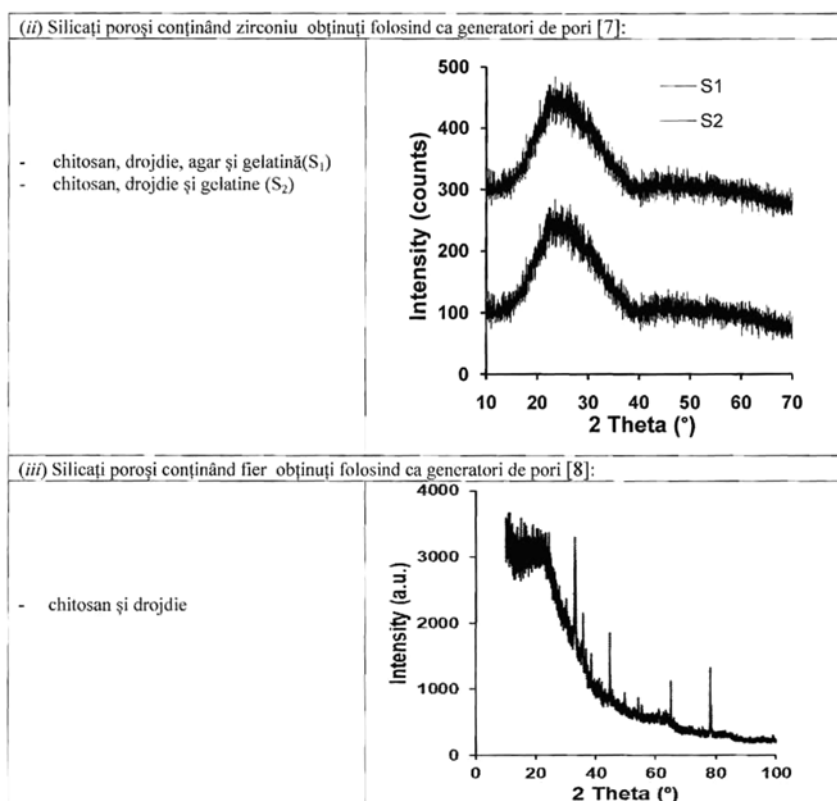 (ii) Silicați poroși conținând zirconiu obținuți folosind ca generatori de pori [7]:
- chitosan, drojdie, agar și gelatină(S1)
- chitosan, drojdie și gelatine (S2)
500
400
300
200
100
0
Intensity (counts)
S1
S2
10 20 30 40 50 60 70
2 Theta (°)
(iii) Silicați poroși conținând fier obținuți folosind ca generatori de pori [8]:
- chitosan și drojdie
4000
3000
2000
1000
0
Intensity (a.u.)
0 20 40 60 80 100
2 Theta (º)